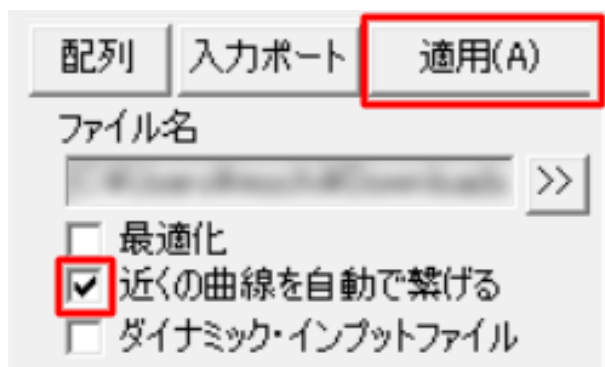 配列 入力ポート 適用(A)
ファイル名
>>
最適化
近くの曲線を自動で繋げる
ダイナミック・インプットファイル